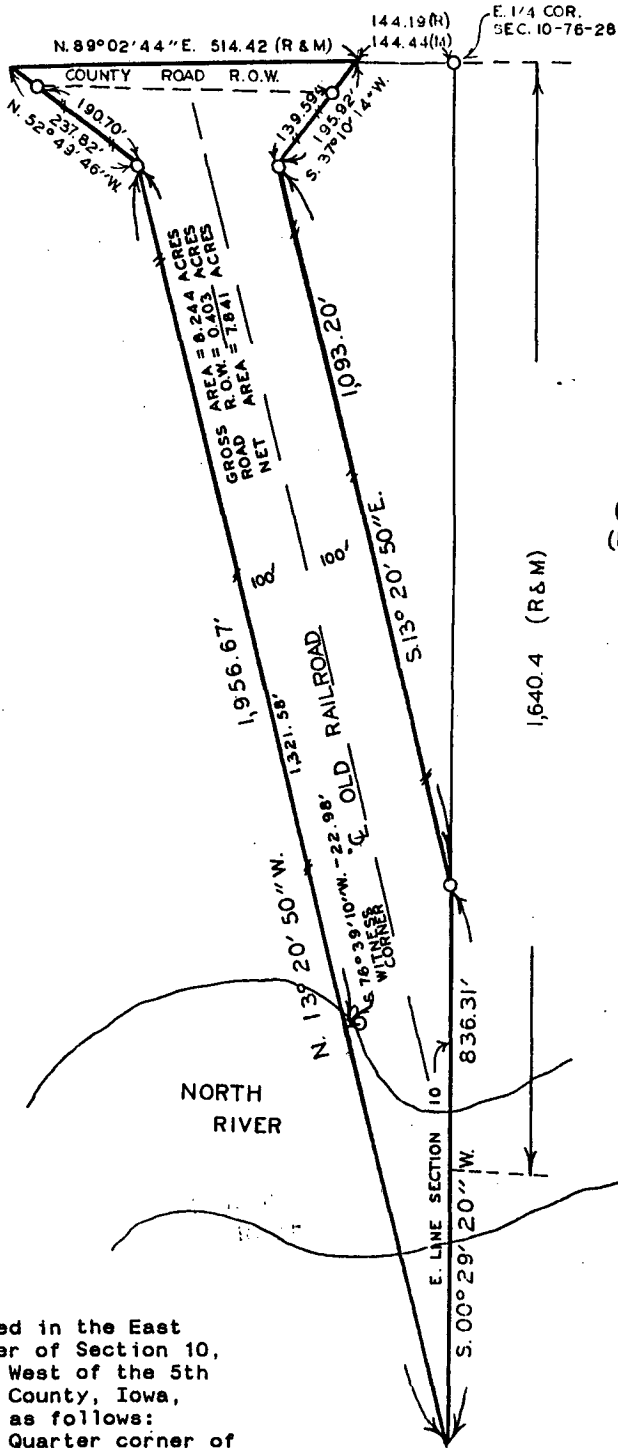 144.19(R)
144.44(M)
E. 1/4 COR.
SEC. 10-76-28
N. 89°02'44"E. 514.42 (R & M)
COUNTY ROAD R.O.W.
190.70'
237.82'
N. 52°49'46"W.
139.59'
195.92'
S. 37°10'14"W.
GROSS AREA = 8.244 ACRES
ROAD R.O.W. = 0.403 ACRES
NET AREA = 7.841 ACRES
1,093.20'
S.13° 20' 50"E.
100'
100'
1,640.4 (R & M)
1,956.67'
1,321.58'
N. 13° 20' 50"W.
℄ OLD RAILROAD
S 76°39'10"W. -22.98'
WITNESS
CORNER
836.31'
E. LINE SECTION 10
S. 00° 29' 20" W.
NORTH
RIVER
ed in the East
er of Section 10,
West of the 5th
County, Iowa,
as follows:
Quarter corner of